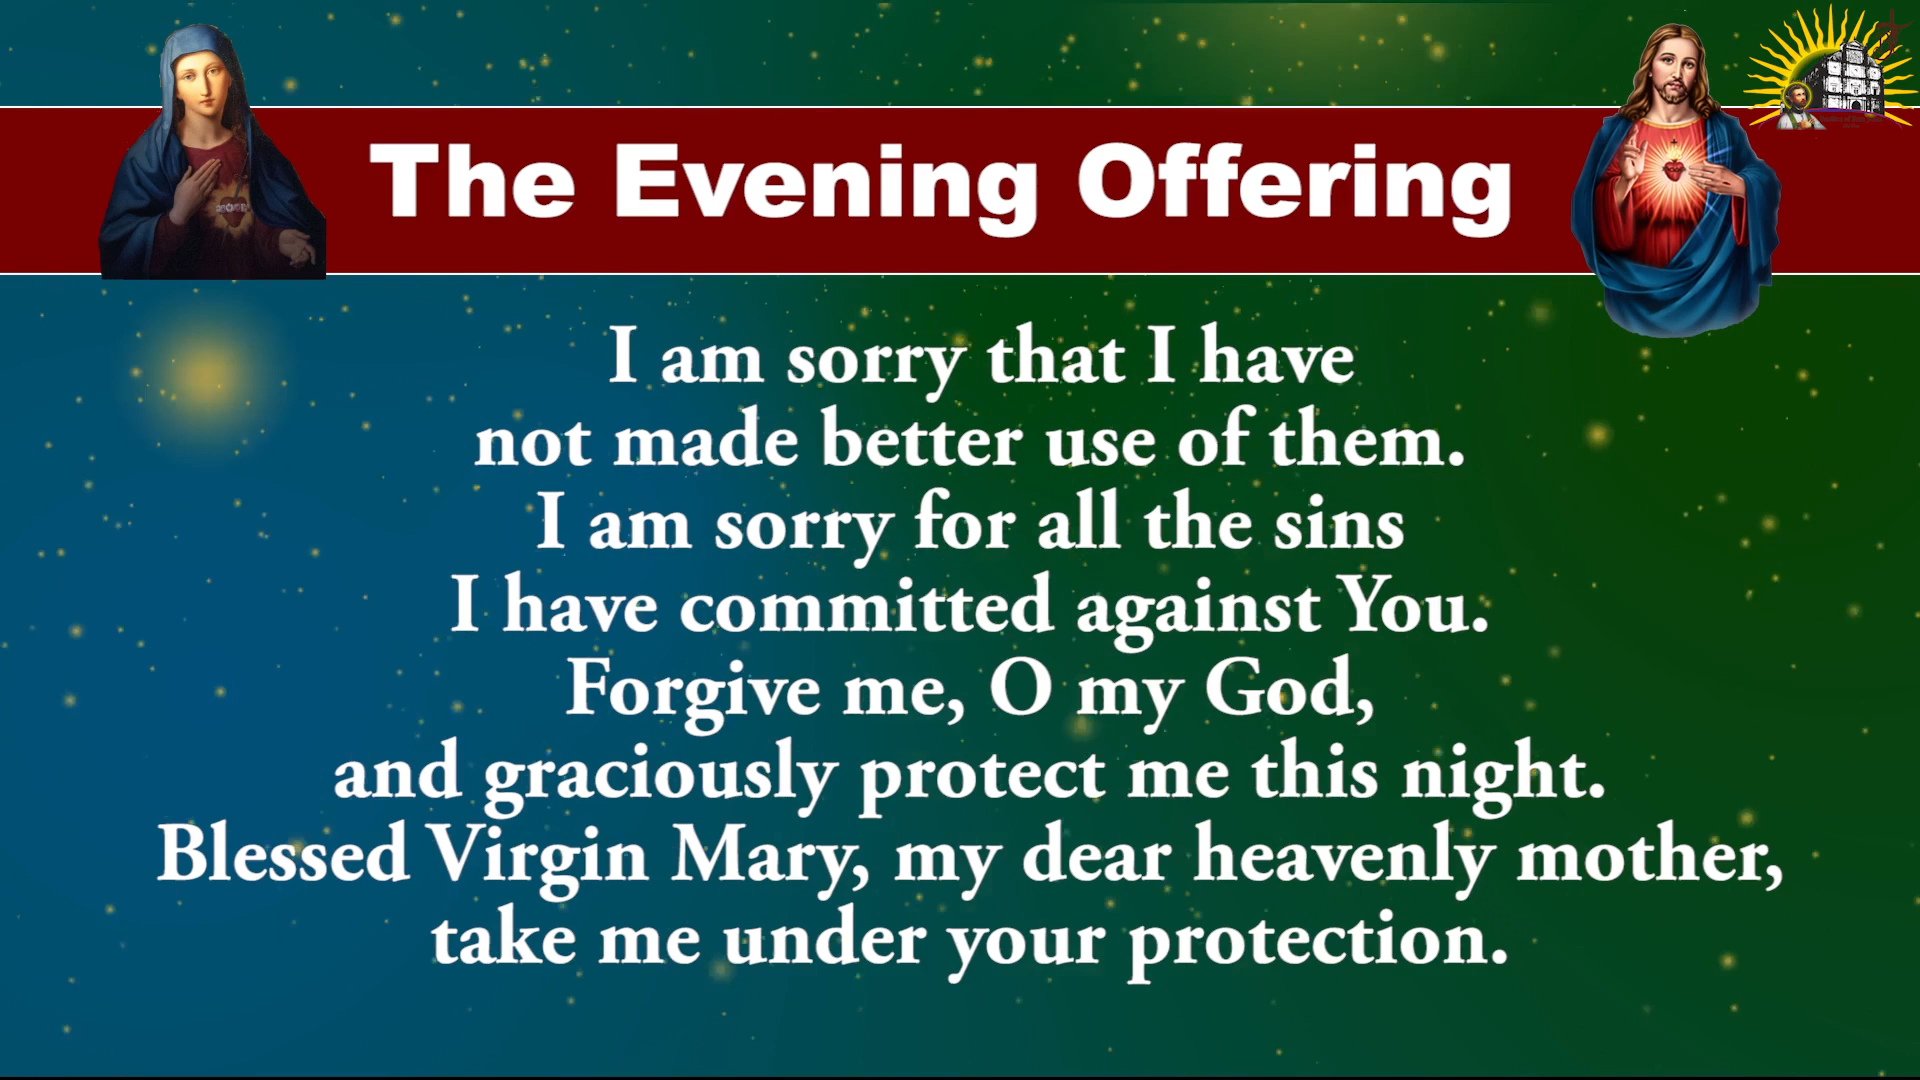 The Evening Offering
I am sorry that I have
not made better use of them.
I am sorry for all the sins
I have committed against You.
Forgive me, O my God,
and graciously protect me this night.
Blessed Virgin Mary, my dear heavenly mother,
take me under your protection.